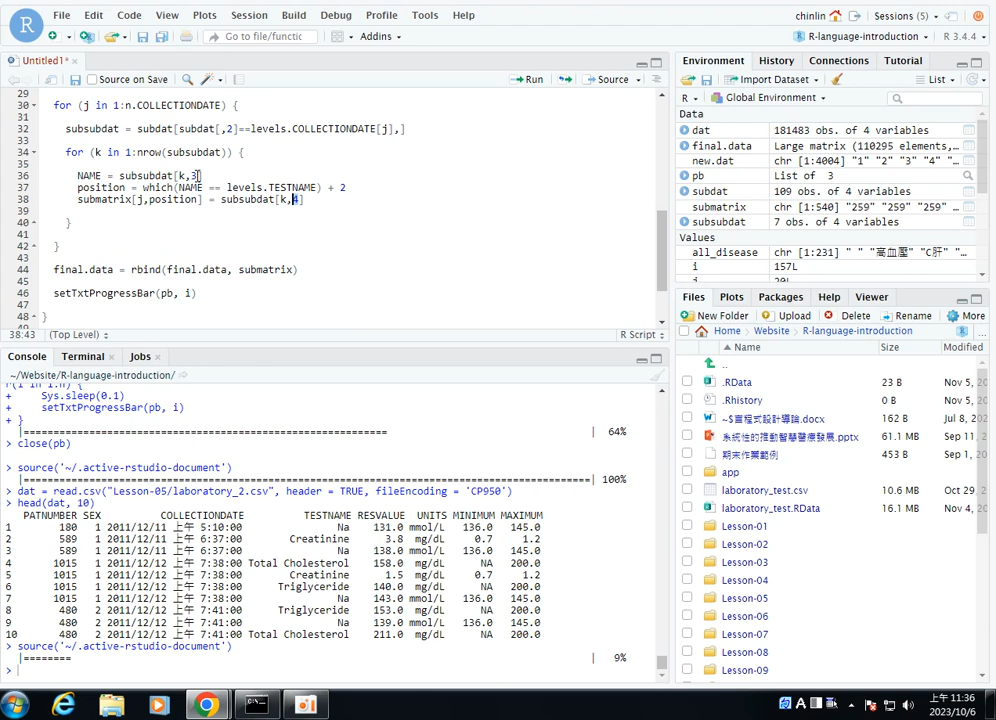 File Edit Code View Plots Session Build Debug Profile Tools Help
chinlin Sessions (5)
Go to file/functic Addins
R-language-introduction R 3.4.4
Untitled1*
Source on Save Run Source
29
30 for (j in 1:n.COLLECTIONDATE) {
31
32 subsubdat = subdat[subdat[,2]==levels.COLLECTIONDATE[j],]
33
34 for (k in 1:nrow(subsubdat)) {
35
36 NAME = subsubdat[k,3]
37 position = which(NAME == levels.TESTNAME) + 2
38 submatrix[j,position] = subsubdat[k,4]
39
40 }
41
42 }
43
44 final.data = rbind(final.data, submatrix)
45
46 setTxtProgressBar(pb, i)
47
48 }
38:43 (Top Level) R Script
Environment History Connections Tutorial
Import Dataset List
R Global Environment
Data
dat 181483 obs. of 4 variables
final.data Large matrix (110295 elements,…
new.dat chr [1:4004] "1" "2" "3" "4" …
pb List of 3
subdat 109 obs. of 4 variables
submatrix chr [1:540] "259" "259" "259" …
subsubdat 7 obs. of 4 variables
Values
all_disease chr [1:231] " " "高血壓" "C肝" …
i 157L
Console Terminal Jobs
~/Website/R-language-introduction/
r(i in 1:n) {
+ Sys.sleep(0.1)
+ setTxtProgressBar(pb, i)
+ }
|======================================================= | 64%
> close(pb)
> source('~/.active-rstudio-document')
|=====================================================================================| 100%
> dat = read.csv("Lesson-05/laboratory_2.csv", header = TRUE, fileEncoding = 'CP950')
> head(dat, 10)
PATNUMBER SEX COLLECTIONDATE TESTNAME RESVALUE UNITS MINIMUM MAXIMUM
1 180 1 2011/12/11 上午 5:10:00 Na 131.0 mmol/L 136.0 145.0
2 589 1 2011/12/11 上午 6:37:00 Creatinine 3.8 mg/dL 0.7 1.2
3 589 1 2011/12/11 上午 6:37:00 Na 138.0 mmol/L 136.0 145.0
4 1015 1 2011/12/12 上午 7:38:00 Total Cholesterol 158.0 mg/dL NA 200.0
5 1015 1 2011/12/12 上午 7:38:00 Creatinine 1.5 mg/dL 0.7 1.2
6 1015 1 2011/12/12 上午 7:38:00 Triglyceride 140.0 mg/dL NA 200.0
7 1015 1 2011/12/12 上午 7:38:00 Na 143.0 mmol/L 136.0 145.0
8 480 2 2011/12/12 上午 7:41:00 Triglyceride 153.0 mg/dL NA 200.0
9 480 2 2011/12/12 上午 7:41:00 Na 139.0 mmol/L 136.0 145.0
10 480 2 2011/12/12 上午 7:41:00 Total Cholesterol 211.0 mg/dL NA 200.0
> source('~/.active-rstudio-document')
|======== | 9%
>
Files Plots Packages Help Viewer
New Folder Upload Delete Rename More
Home Website R-language-introduction ...
Name Size Modified
..
.RData 23 B Nov 5,
.Rhistory 0 B Nov 5,
162 B Jul 8, 202
系統性的推動智慧醫療發展.pptx 61.1 MB Sep 11,
期末作業範例 453 B Sep 1,
app
laboratory_test.csv 10.6 MB Oct 29,
laboratory_test.RData 16.1 MB Nov 4,
Lesson-01
Lesson-02
Lesson-03
Lesson-04
Lesson-05
Lesson-06
Lesson-07
Lesson-08
Lesson-09
上午 11:36
2023/10/6